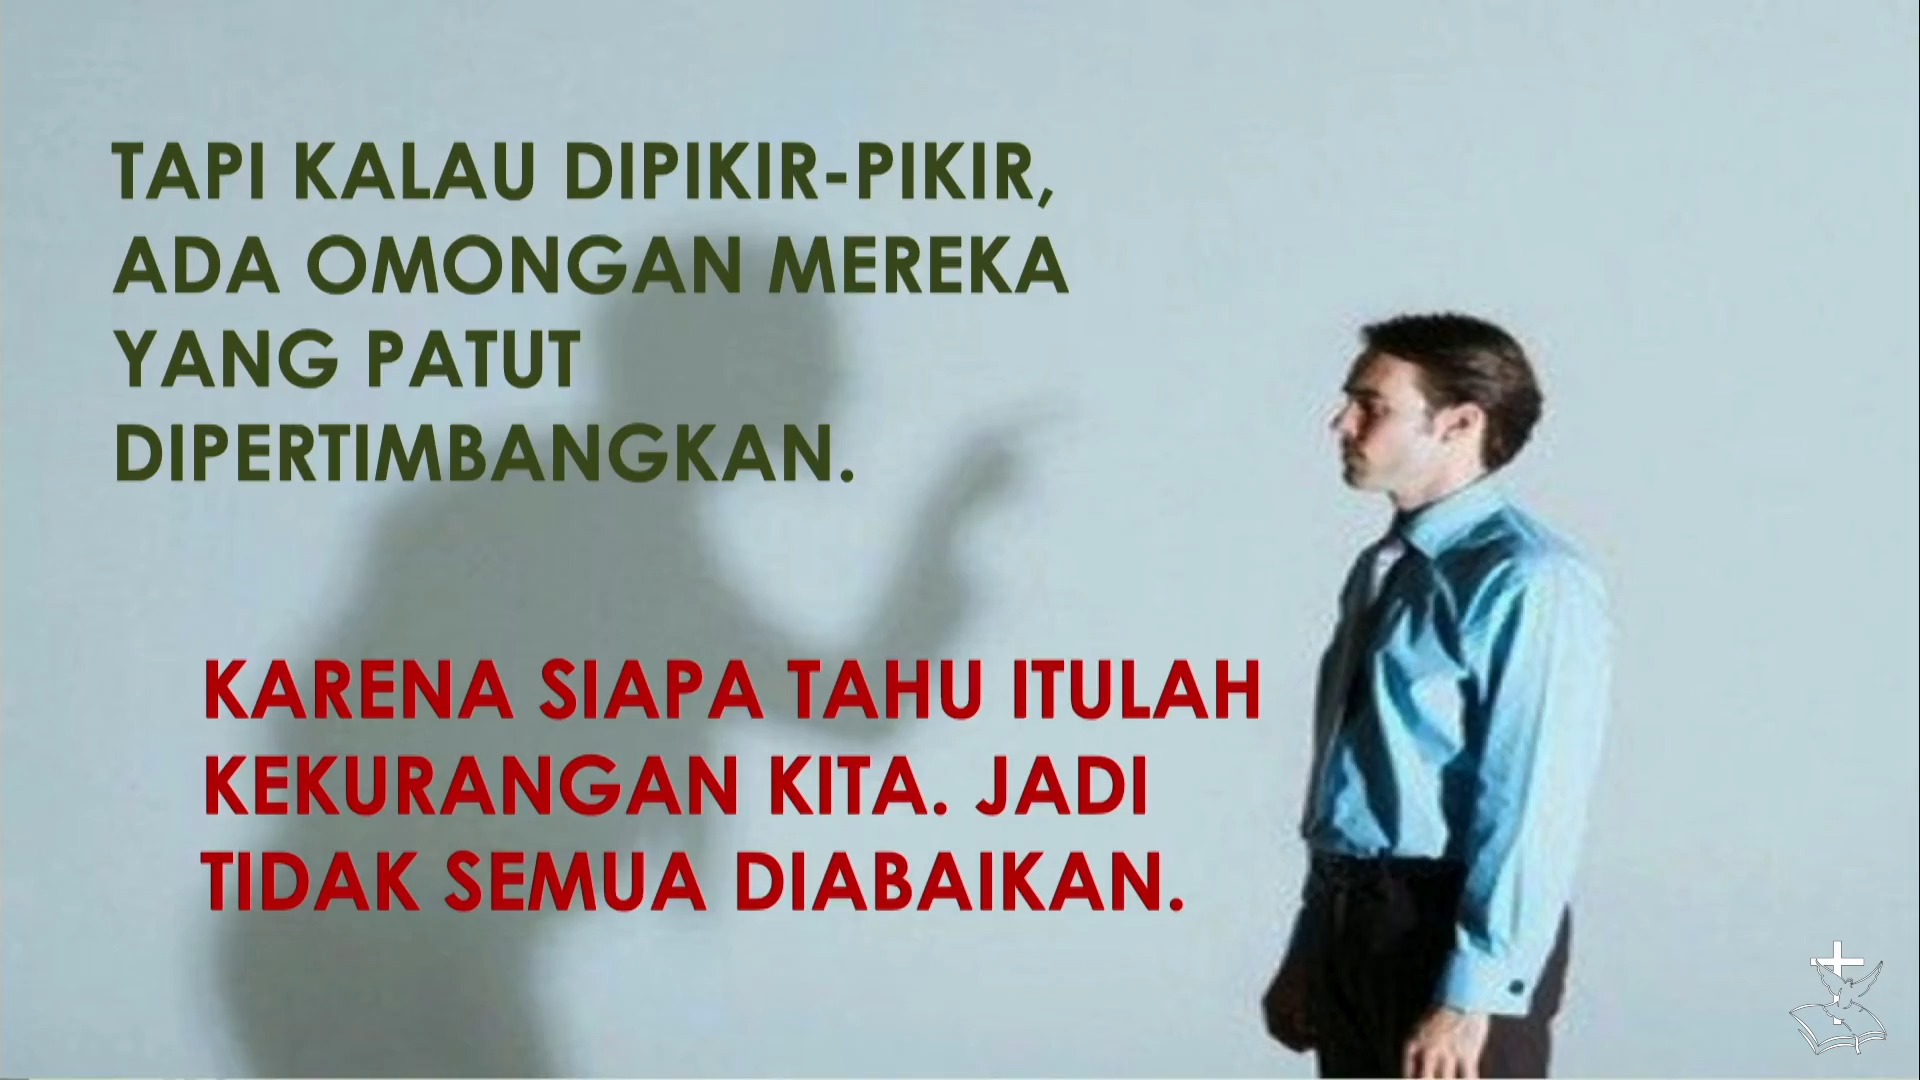 TAPI KALAU DIPIKIR-PIKIR,
ADA OMONGAN MEREKA
YANG PATUT
DIPERTIMBANGKAN.
KARENA SIAPA TAHU ITULAH
KEKURANGAN KITA. JADI
TIDAK SEMUA DIABAIKAN.